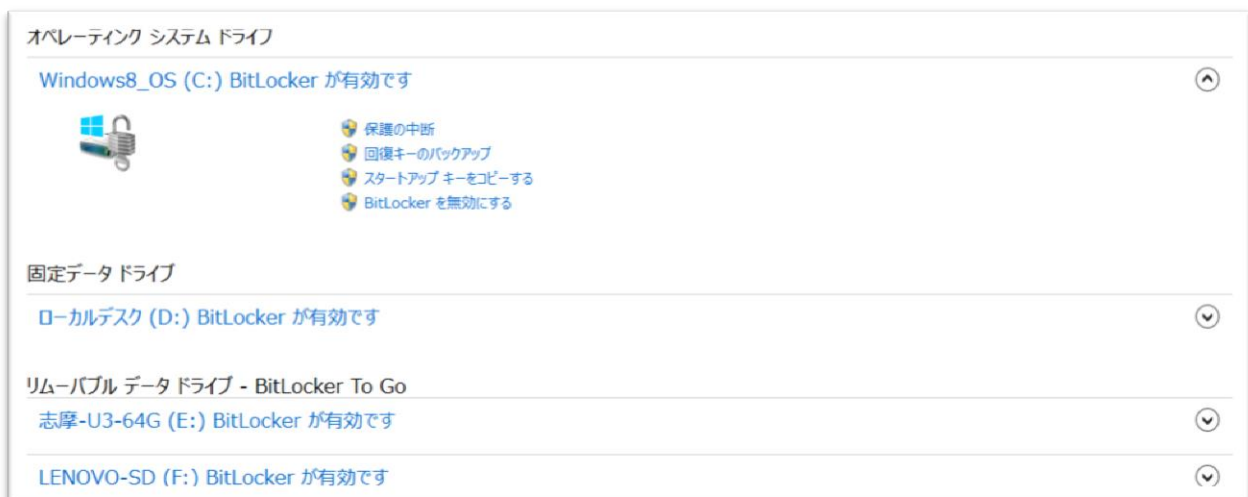 オペレーティング システム ドライブ
Windows8_OS (C:) BitLocker が有効です
保護の中断
回復キーのバックアップ
スタートアップ キーをコピーする
BitLocker を無効にする
固定データ ドライブ
ローカルデスク (D:) BitLocker が有効です
リムーバブル データ ドライブ - BitLocker To Go
志摩-U3-64G (E:) BitLocker が有効です
LENOVO-SD (F:) BitLocker が有効です